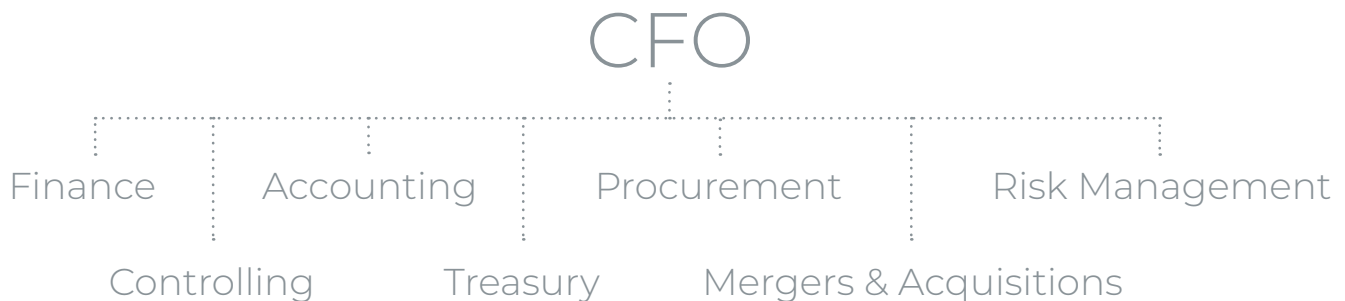 CFO
Finance Accounting Procurement Risk Management
Controlling Treasury Mergers & Acquisitions